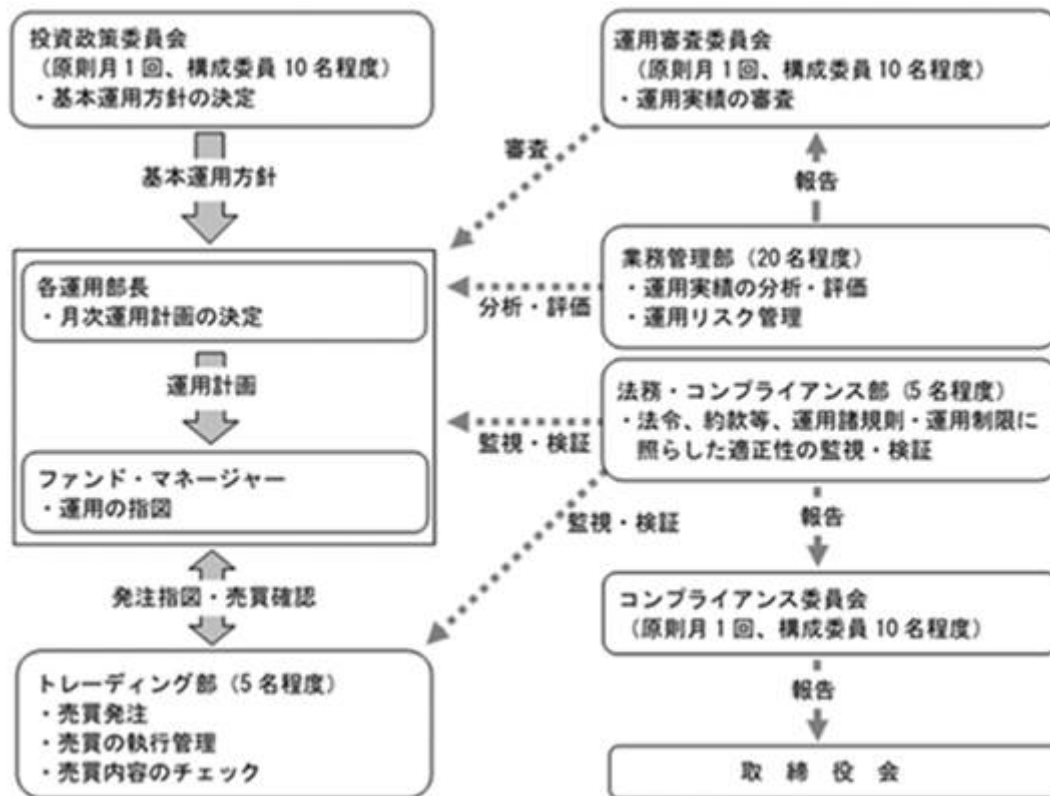 投資政策委員会
(原則月1回、構成委員10名程度)
・基本運用方針の決定
基本運用方針
各運用部長
・月次運用計画の決定
運用計画
ファンド・マネージャー
・運用の指図
発注指図・売買確認
トレーディング部(5名程度)
・売買発注
・売買の執行管理
・売買内容のチェック
運用審査委員会
(原則月1回、構成委員10名程度)
・運用実績の審査
審査
報告
業務管理部(20名程度)
・運用実績の分析・評価
・運用リスク管理
分析・評価
法務・コンプライアンス部(5名程度)
・法令、約款等、運用諸規則・運用制限に
照らした適正性の監視・検証
監視・検証
監視・検証
報告
コンプライアンス委員会
(原則月1回、構成委員10名程度)
報告
取締役会